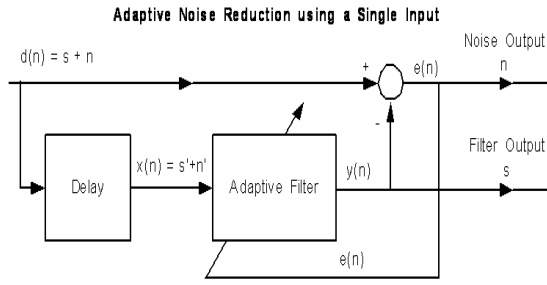 Adaptive Noise Reduction using a Single Input
Noise Output
n
d(n) = s + n
+
e(n)
-
Filter Output
s
x(n) = s'+n'
y(n)
Delay
Adaptive Filter
e(n)